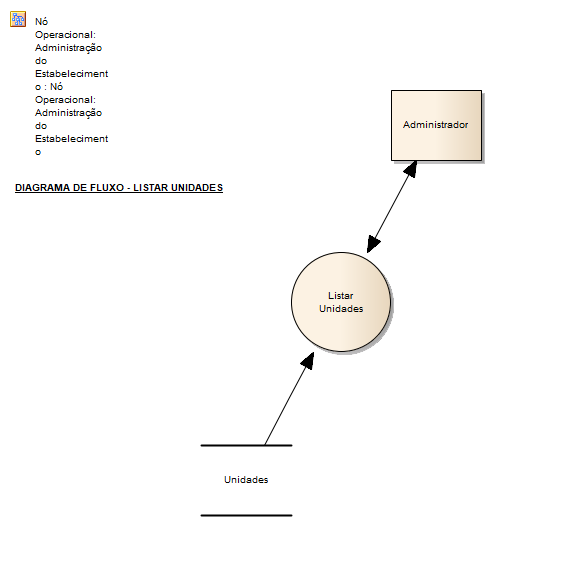 Nó
Operacional:
Administração
do
Estabeleciment
o : Nó
Operacional:
Administração
do
Estabeleciment
o
DIAGRAMA DE FLUXO - LISTAR UNIDADES
Administrador
Listar
Unidades
Unidades